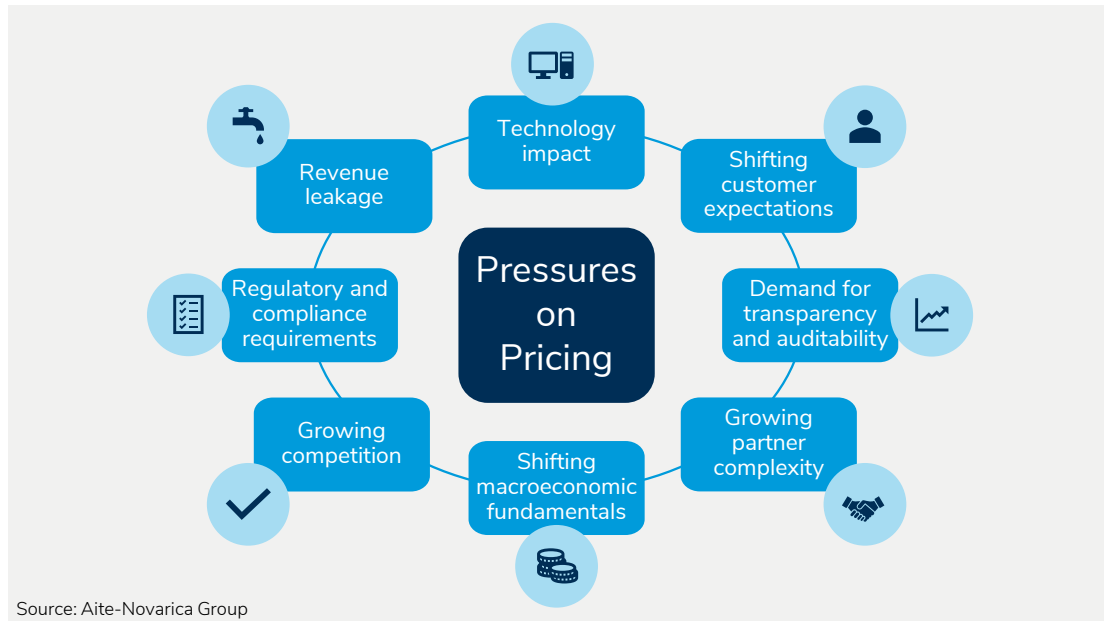 Technology
impact
Shifting
customer
expectations
Demand for
transparency
and auditability
Growing
partner
complexity
Shifting
macroeconomic
fundamentals
Growing
competition
Regulatory and
compliance
requirements
Revenue
leakage
Pressures
on
Pricing
Source: Aite-Novarica Group